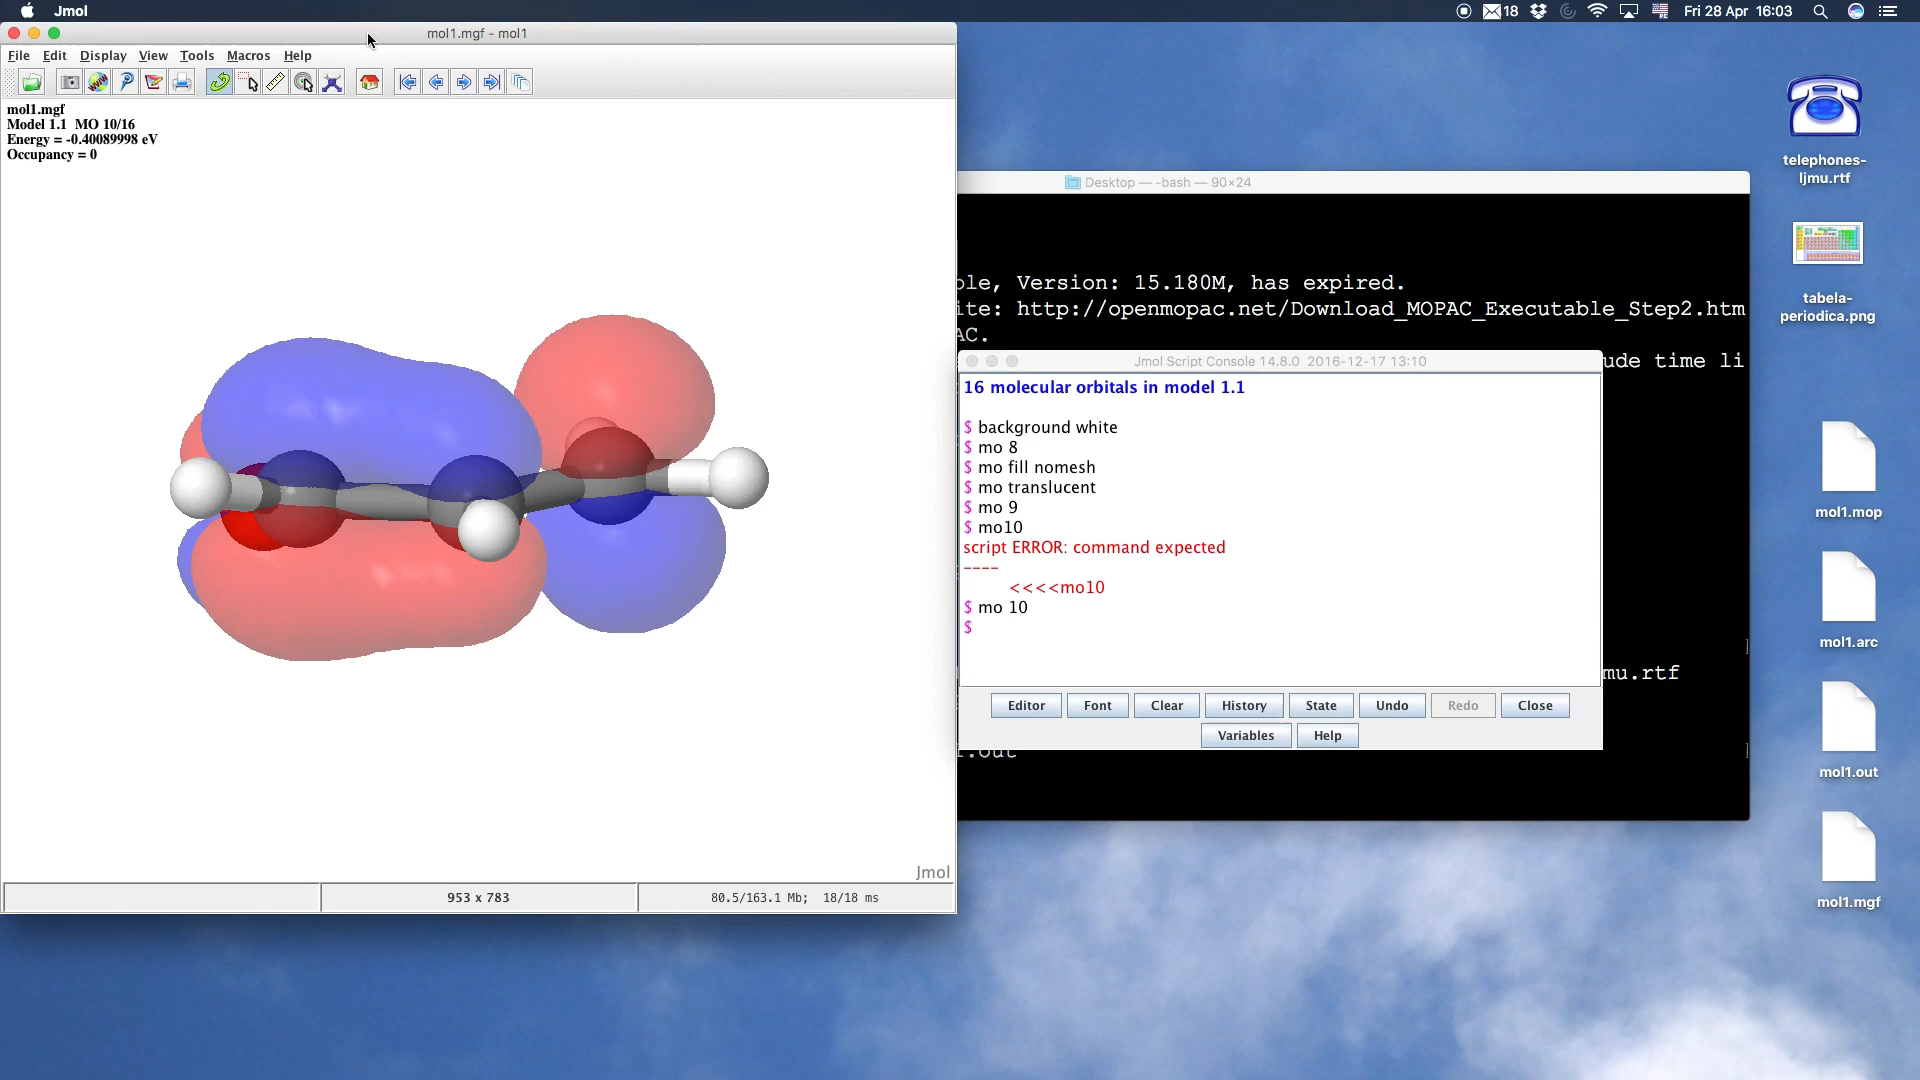 Jmol
18
Fri 28 Apr 16:03
mol1.mgf - mol1
File Edit Display View Tools Macros Help
mol1.mgf
Model 1.1 MO 10/16
Energy = -0.40089998 eV
Occupancy = 0
Jmol
953 x 783
80.5/163.1 Mb; 18/18 ms
Desktop — -bash — 90×24
ble, Version: 15.180M, has expired.
ite: http://openmopac.net/Download_MOPAC_Executable_Step2.htm
AC.
ude time li
]
mu.rtf
.out
]
Jmol Script Console 14.8.0 2016-12-17 13:10
16 molecular orbitals in model 1.1
$ background white
$ mo 8
$ mo fill nomesh
$ mo translucent
$ mo 9
$ mo10
script ERROR: command expected
----
<<<<mo10
$ mo 10
$
Editor Font Clear History State Undo Redo Close
Variables Help
telephones-
ljmu.rtf
tabela-
periodica.png
mol1.mop
mol1.arc
mol1.out
mol1.mgf